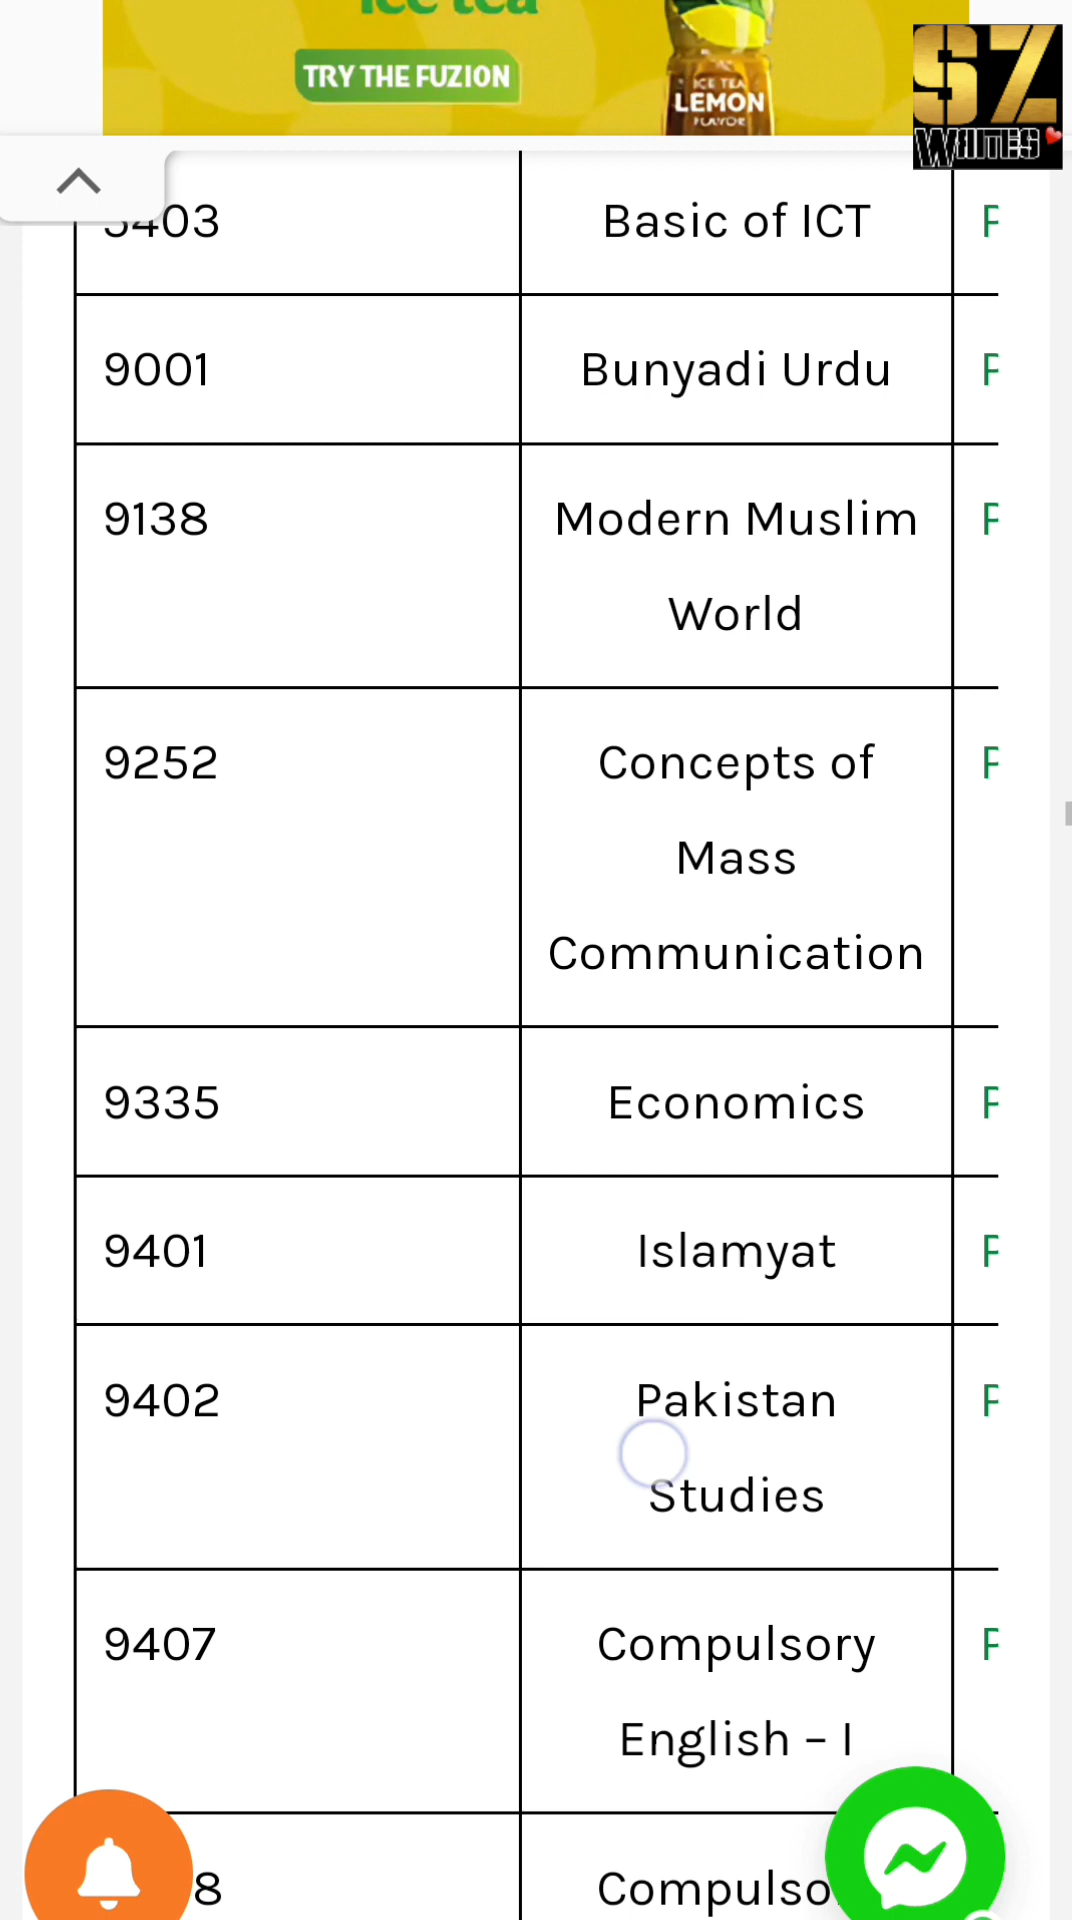 TRY THE FUZION
ICE TEA
LEMON
FLAVOR
SZ
WRITES
Basic of ICT
F
9001
Bunyadi Urdu
F
9138
Modern Muslim
World
F
9252
Concepts of
Mass
Communication
F
9335
Economics
F
9401
Islamyat
F
9402
Pakistan
Studies
F
9407
Compulsory
English – I
F
8